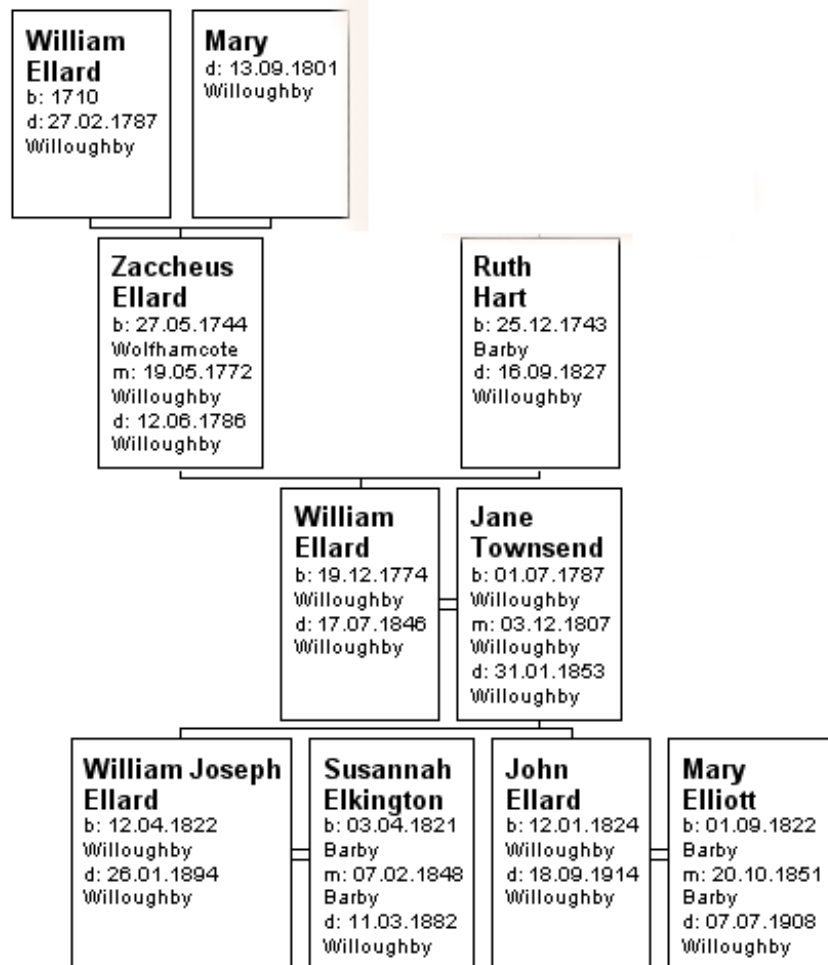 William
Ellard
b: 1710
d: 27.02.1787
Willoughby
Mary
d: 13.09.1801
Willoughby
Zaccheus
Ellard
b: 27.05.1744
Wolfhamcote
m: 19.05.1772
Willoughby
d: 12.06.1786
Willoughby
Ruth
Hart
b: 25.12.1743
Barby
d: 16.09.1827
Willoughby
William
Ellard
b: 19.12.1774
Willoughby
d: 17.07.1846
Willoughby
Jane
Townsend
b: 01.07.1787
Willoughby
m: 03.12.1807
Willoughby
d: 31.01.1853
Willoughby
William Joseph
Ellard
b: 12.04.1822
Willoughby
d: 26.01.1894
Willoughby
Susannah
Elkington
b: 03.04.1821
Barby
m: 07.02.1848
Barby
d: 11.03.1882
Willoughby
John
Ellard
b: 12.01.1824
Willoughby
d: 18.09.1914
Willoughby
Mary
Elliott
b: 01.09.1822
Barby
m: 20.10.1851
Barby
d: 07.07.1908
Willoughby